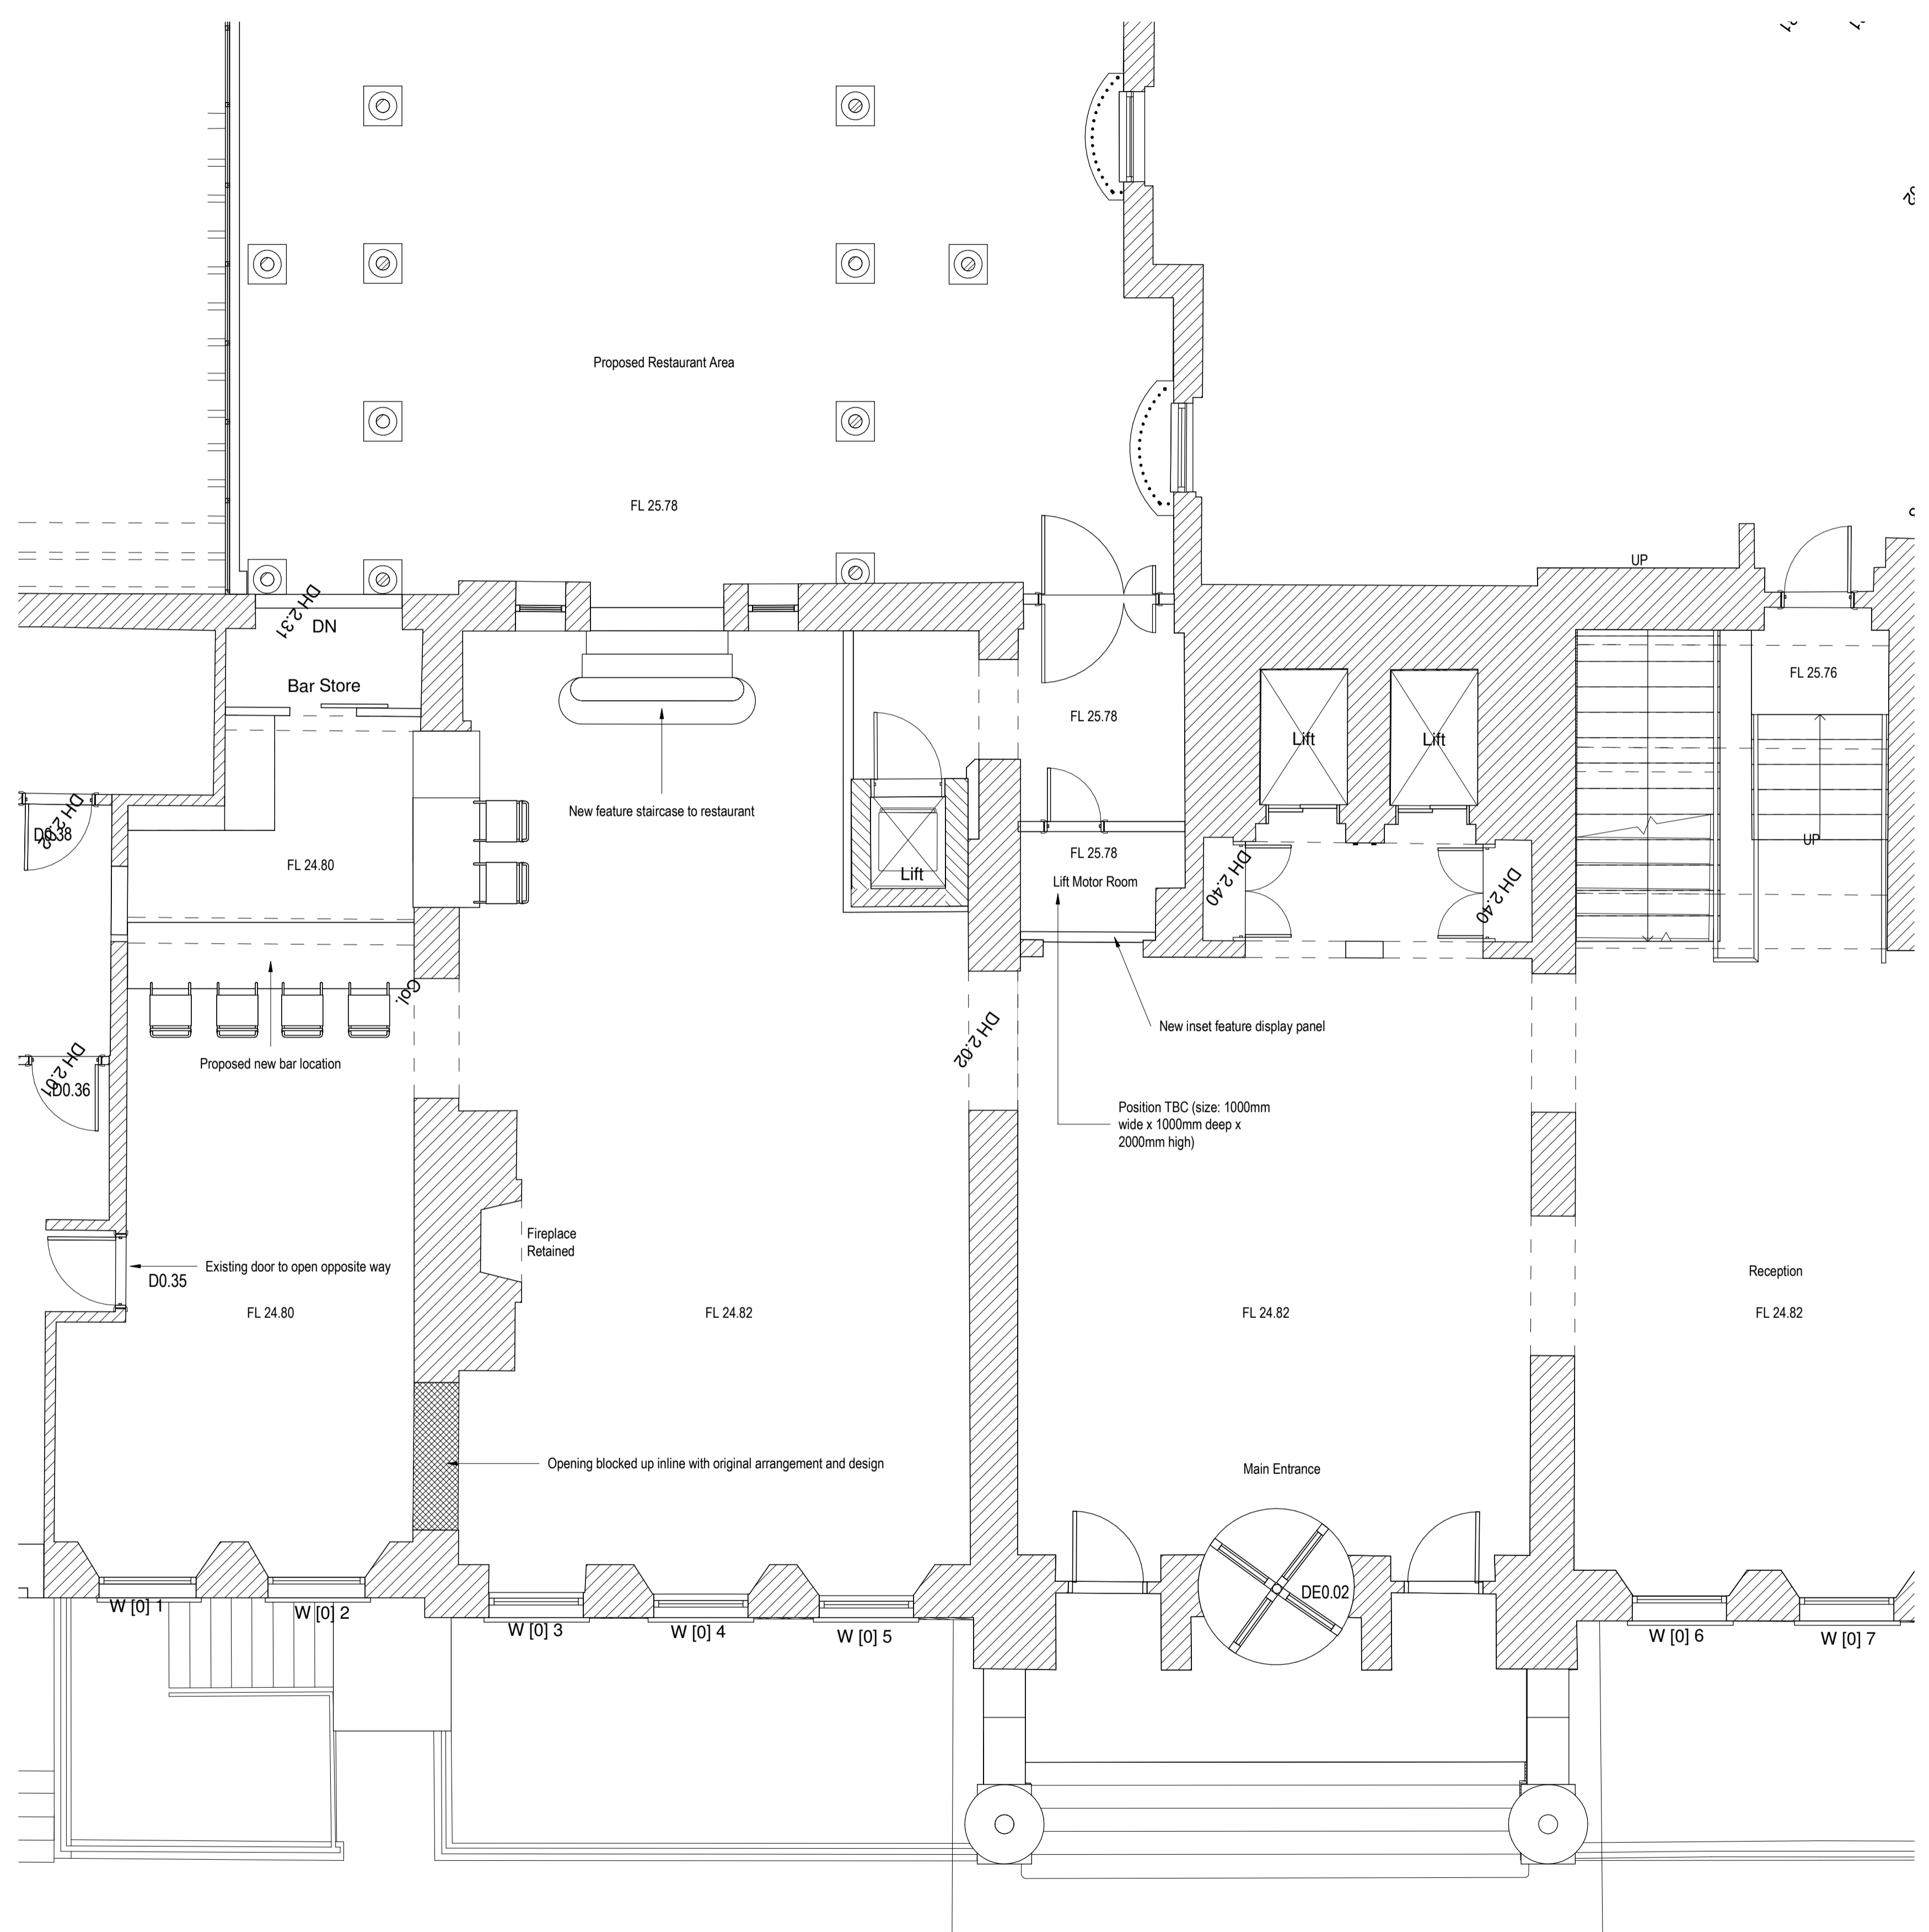 Proposed Restaurant Area
FL 25.78
UP
DH 2.31
DN
Bar Store
FL 25.76
FL 25.78
Lift
Lift
New feature staircase to restaurant
D0.38
UP
FL 24.80
Lift
FL 25.78
Lift Motor Room
DH 2.40
DH 2.40
Col.
New inset feature display panel
DH 2.02
Proposed new bar location
DH 2.01
D0.36
Position TBC (size: 1000mm
wide x 1000mm deep x
2000mm high)
Fireplace
Retained
Existing door to open opposite way
D0.35
Reception
FL 24.80
FL 24.82
FL 24.82
FL 24.82
Opening blocked up inline with original arrangement and design
Main Entrance
DE0.02
W [0] 1
W [0] 2
W [0] 3
W [0] 4
W [0] 5
W [0] 6
W [0] 7